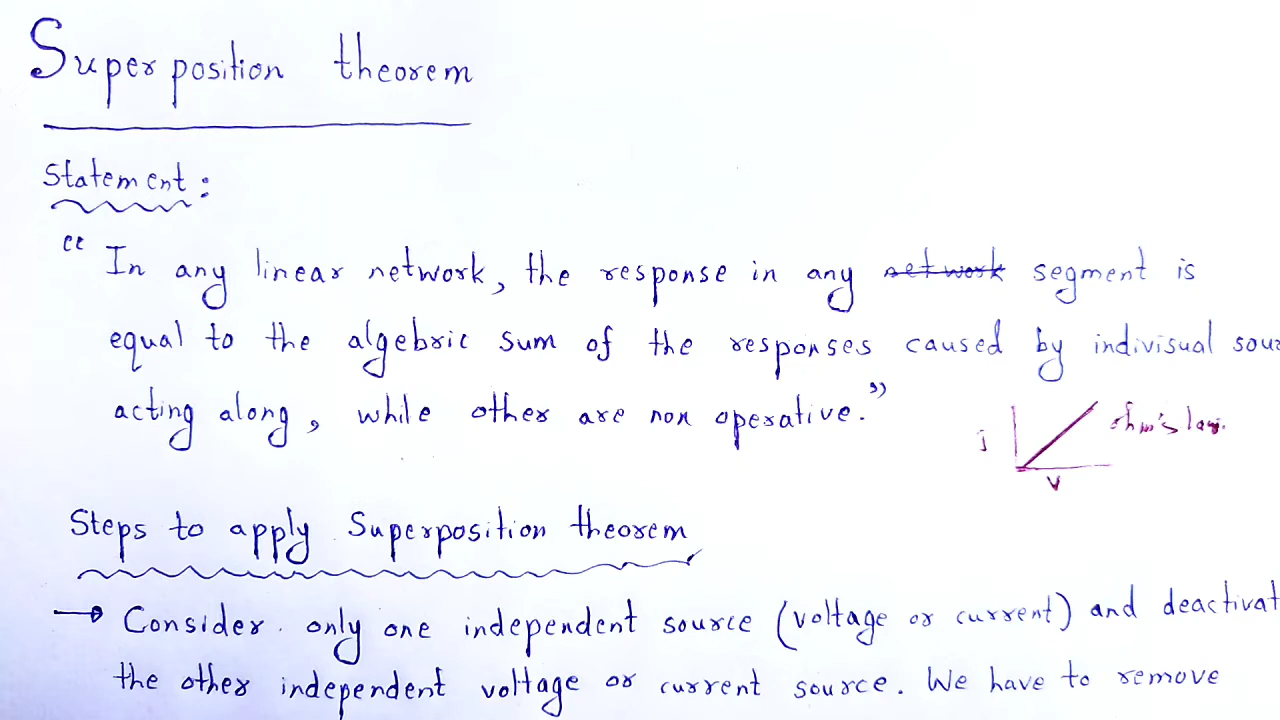 Superposition theorem
Statement:
“ In any linear network, the response in any network segment is
equal to the algebric sum of the responses caused by indivisual sour
acting along, while other are non operative.”
i
ohm's law.
V
Steps to apply Superposition theorem
→ Consider only one independent source (voltage or current) and deactivat
the other independent voltage or current source. We have to remove